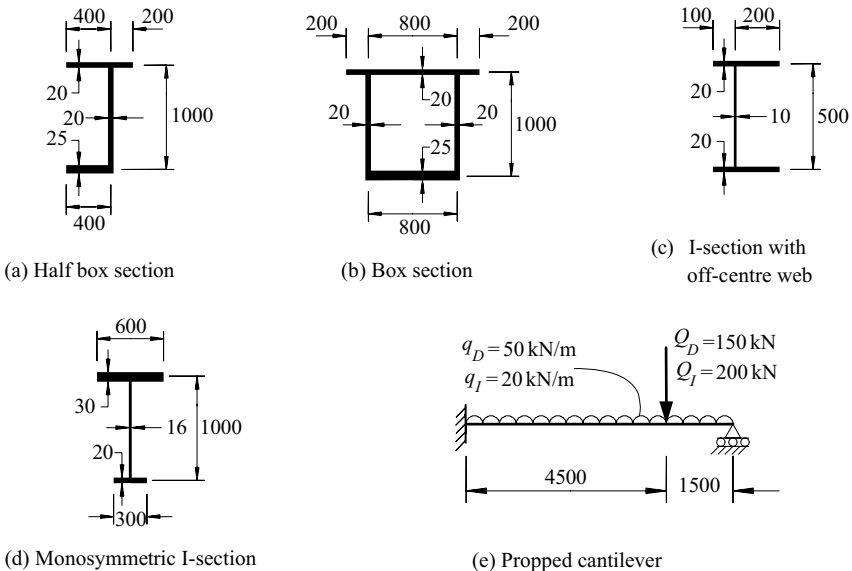 400 200
20
20
25
1000
400
(a) Half box section
200 800 200
20
20 20
25
1000
800
(b) Box section
100 200
20
10
20
500
(c) I-section with
off-centre web
600
30
16 1000
20
300
(d) Monosymmetric I-section
q_D = 50 kN/m
q_I = 20 kN/m
Q_D = 150 kN
Q_I = 200 kN
4500 1500
(e) Propped cantilever